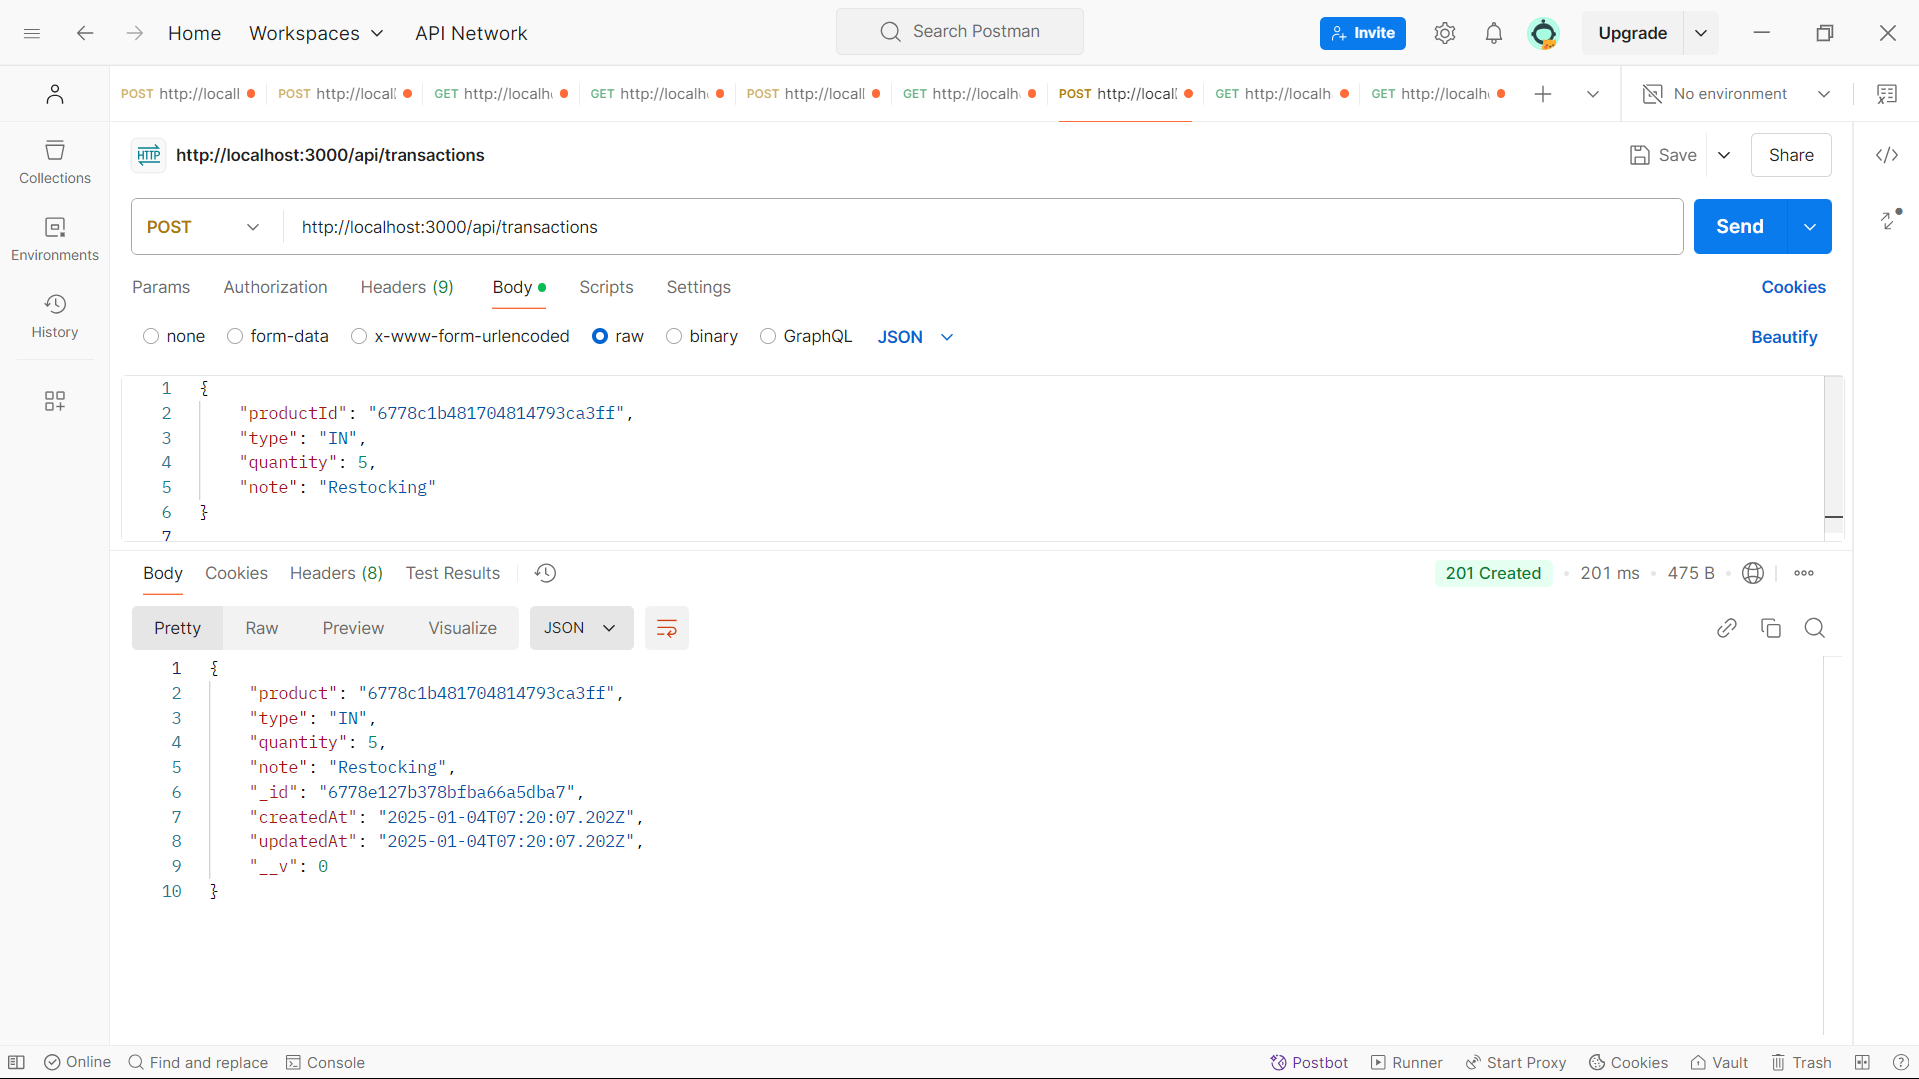 Home Workspaces API Network Search Postman Invite Upgrade
POST http://locall POST http://local GET http://localh GET http://localh POST http://locall GET http://localh POST http://local GET http://localh GET http://localh No environment
HTTP http://localhost:3000/api/transactions Save Share
Collections
POST http://localhost:3000/api/transactions Send
Environments
Params Authorization Headers (9) Body Scripts Settings Cookies
History
none form-data x-www-form-urlencoded raw binary GraphQL JSON Beautify
1 {
2 "productId": "6778c1b481704814793ca3ff",
3 "type": "IN",
4 "quantity": 5,
5 "note": "Restocking"
6 }
7
Body Cookies Headers (8) Test Results 201 Created 201 ms 475 B
Pretty Raw Preview Visualize JSON
1 {
2 "product": "6778c1b481704814793ca3ff",
3 "type": "IN",
4 "quantity": 5,
5 "note": "Restocking",
6 "_id": "6778e127b378bfba66a5dba7",
7 "createdAt": "2025-01-04T07:20:07.202Z",
8 "updatedAt": "2025-01-04T07:20:07.202Z",
9 "__v": 0
10 }
Online Find and replace Console Postbot Runner Start Proxy Cookies Vault Trash